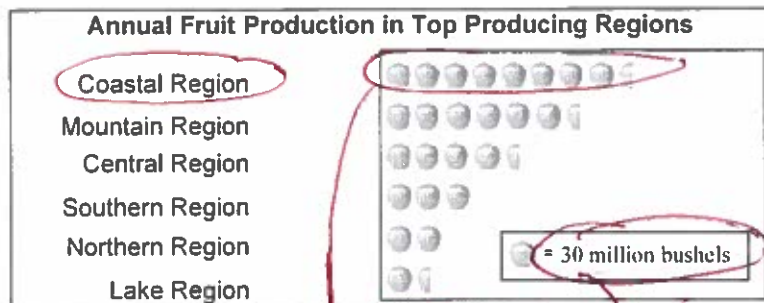 Annual Fruit Production in Top Producing Regions
Coastal Region
Mountain Region
Central Region
Southern Region
Northern Region
= 30 million bushels
Lake Region